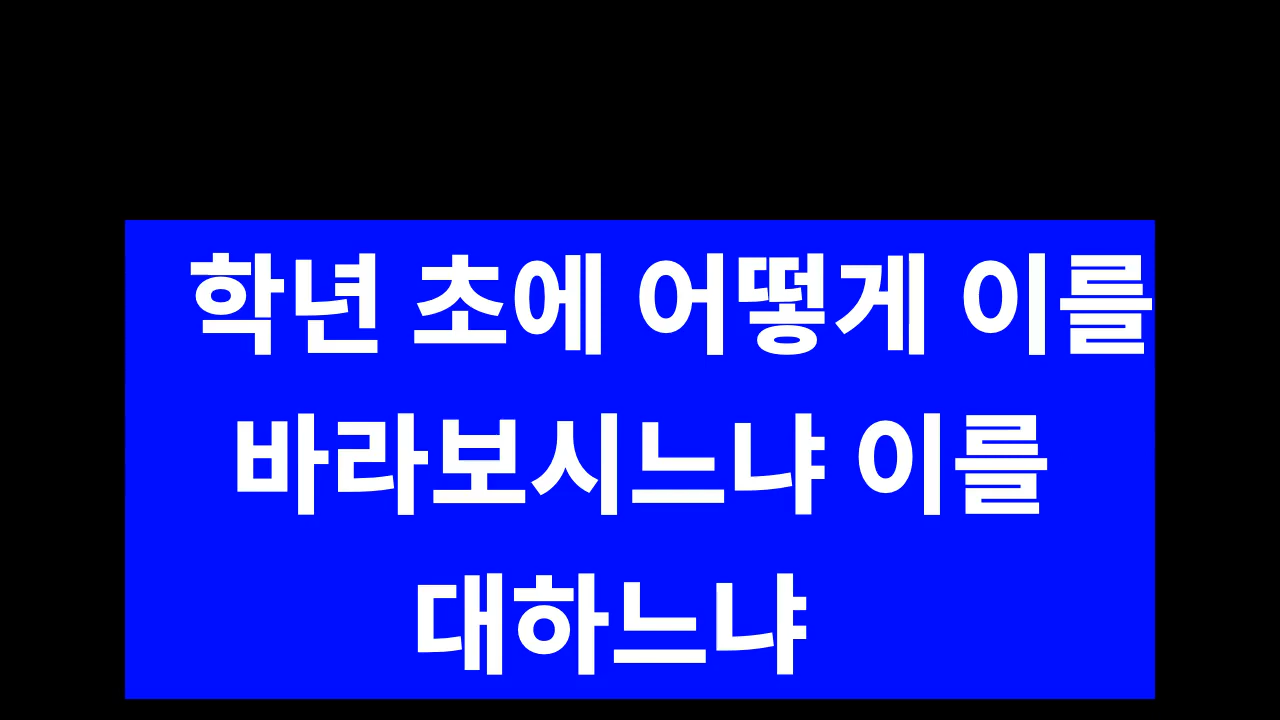 학년 초에 어떻게 이를
바라보시느냐 이를
대하느냐